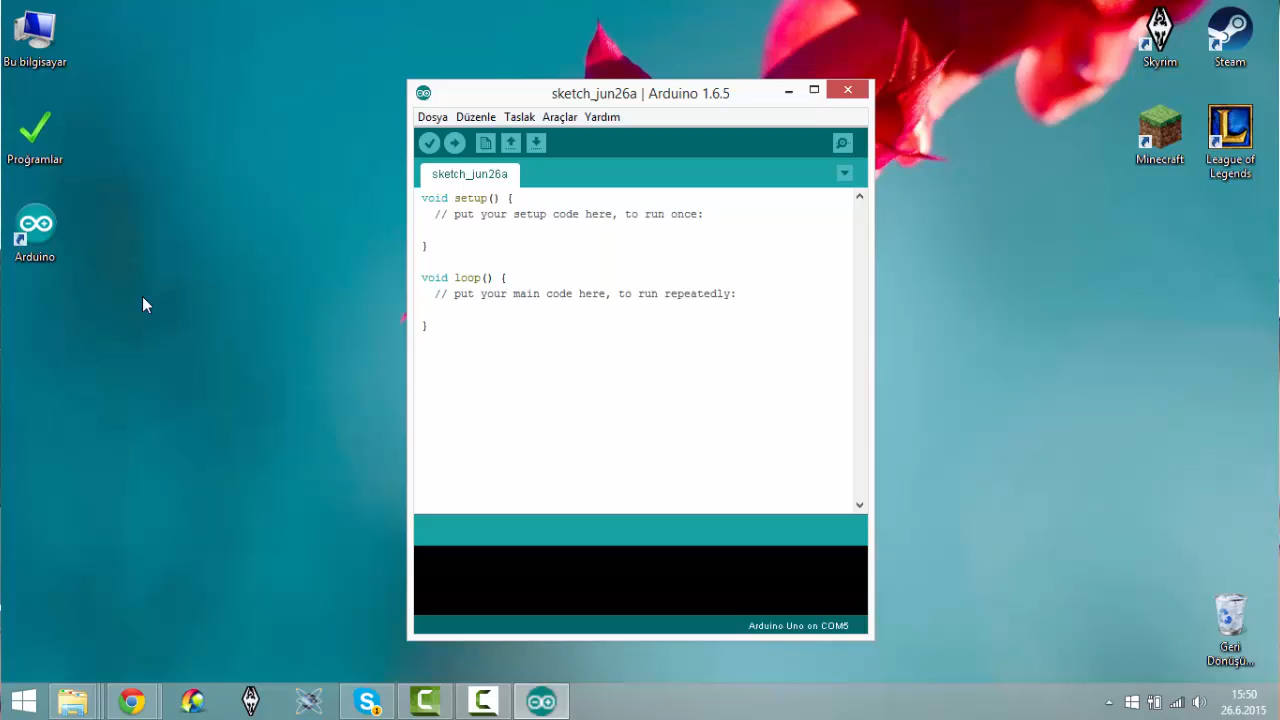 Bu bilgisayar
Proğramlar
Arduino
Skyrim
Steam
Minecraft
League of
Legends
sketch_jun26a | Arduino 1.6.5
Dosya Düzenle Taslak Araçlar Yardım
sketch_jun26a
void setup() {
// put your setup code here, to run once:
}
void loop() {
// put your main code here, to run repeatedly:
}
Arduino Uno on COM5
Geri
Donüşü...
15:50
26.6.2015